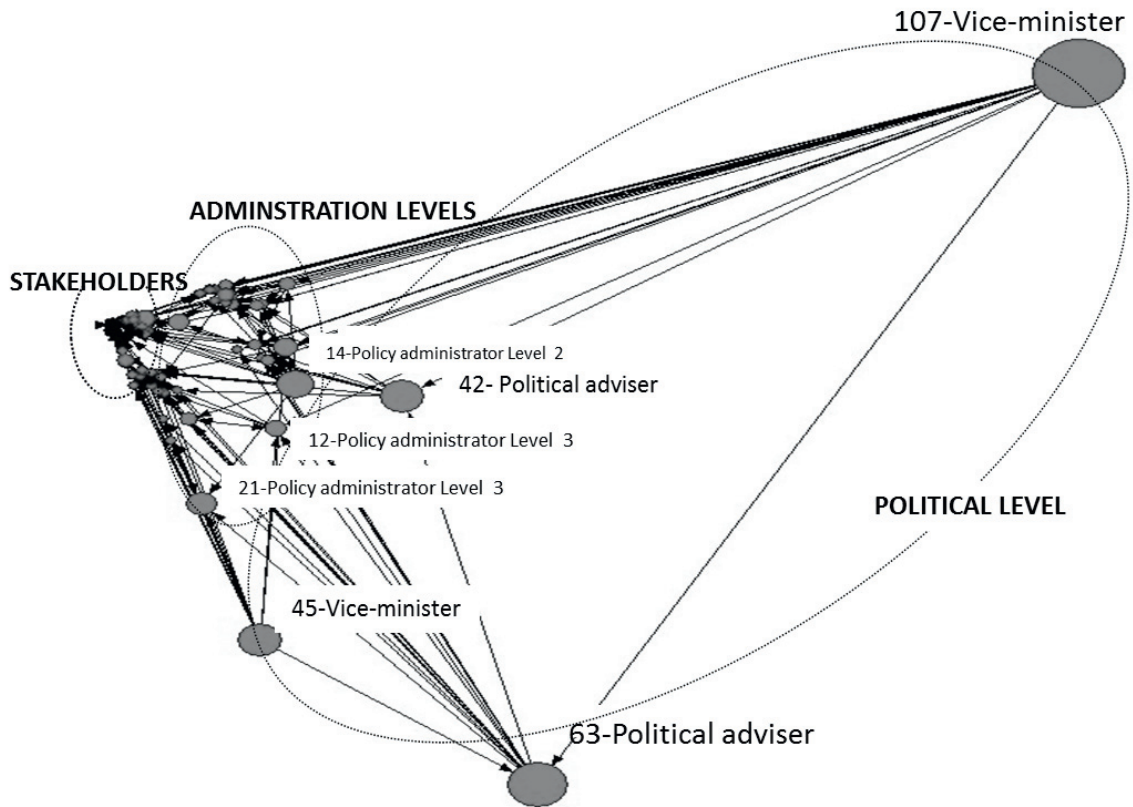 107-Vice-minister
ADMINSTRATION LEVELS
STAKEHOLDERS
14-Policy administrator Level 2
42- Political adviser
12-Policy administrator Level 3
21-Policy administrator Level 3
POLITICAL LEVEL
45-Vice-minister
63-Political adviser